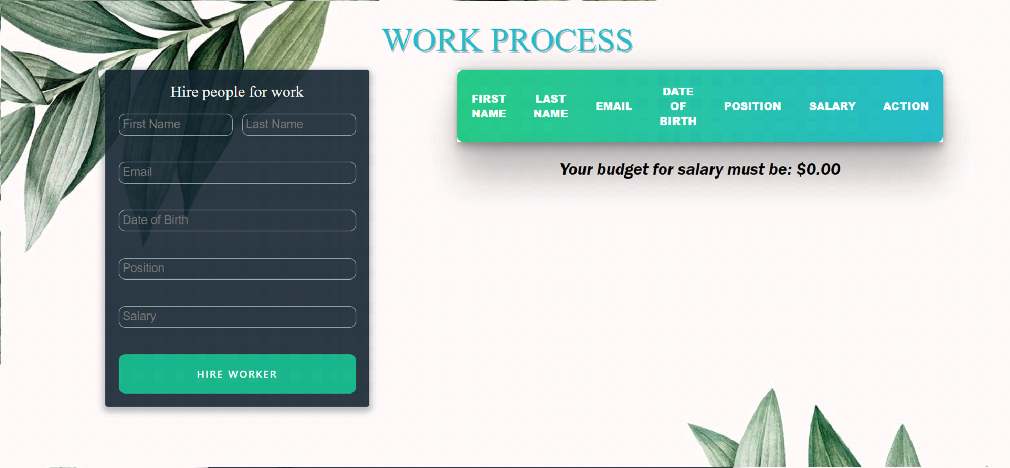 WORK PROCESS
Hire people for work
First Name Last Name
Email
Date of Birth
Position
Salary
HIRE WORKER
FIRST NAME LAST NAME EMAIL DATE OF BIRTH POSITION SALARY ACTION
Your budget for salary must be: $0.00